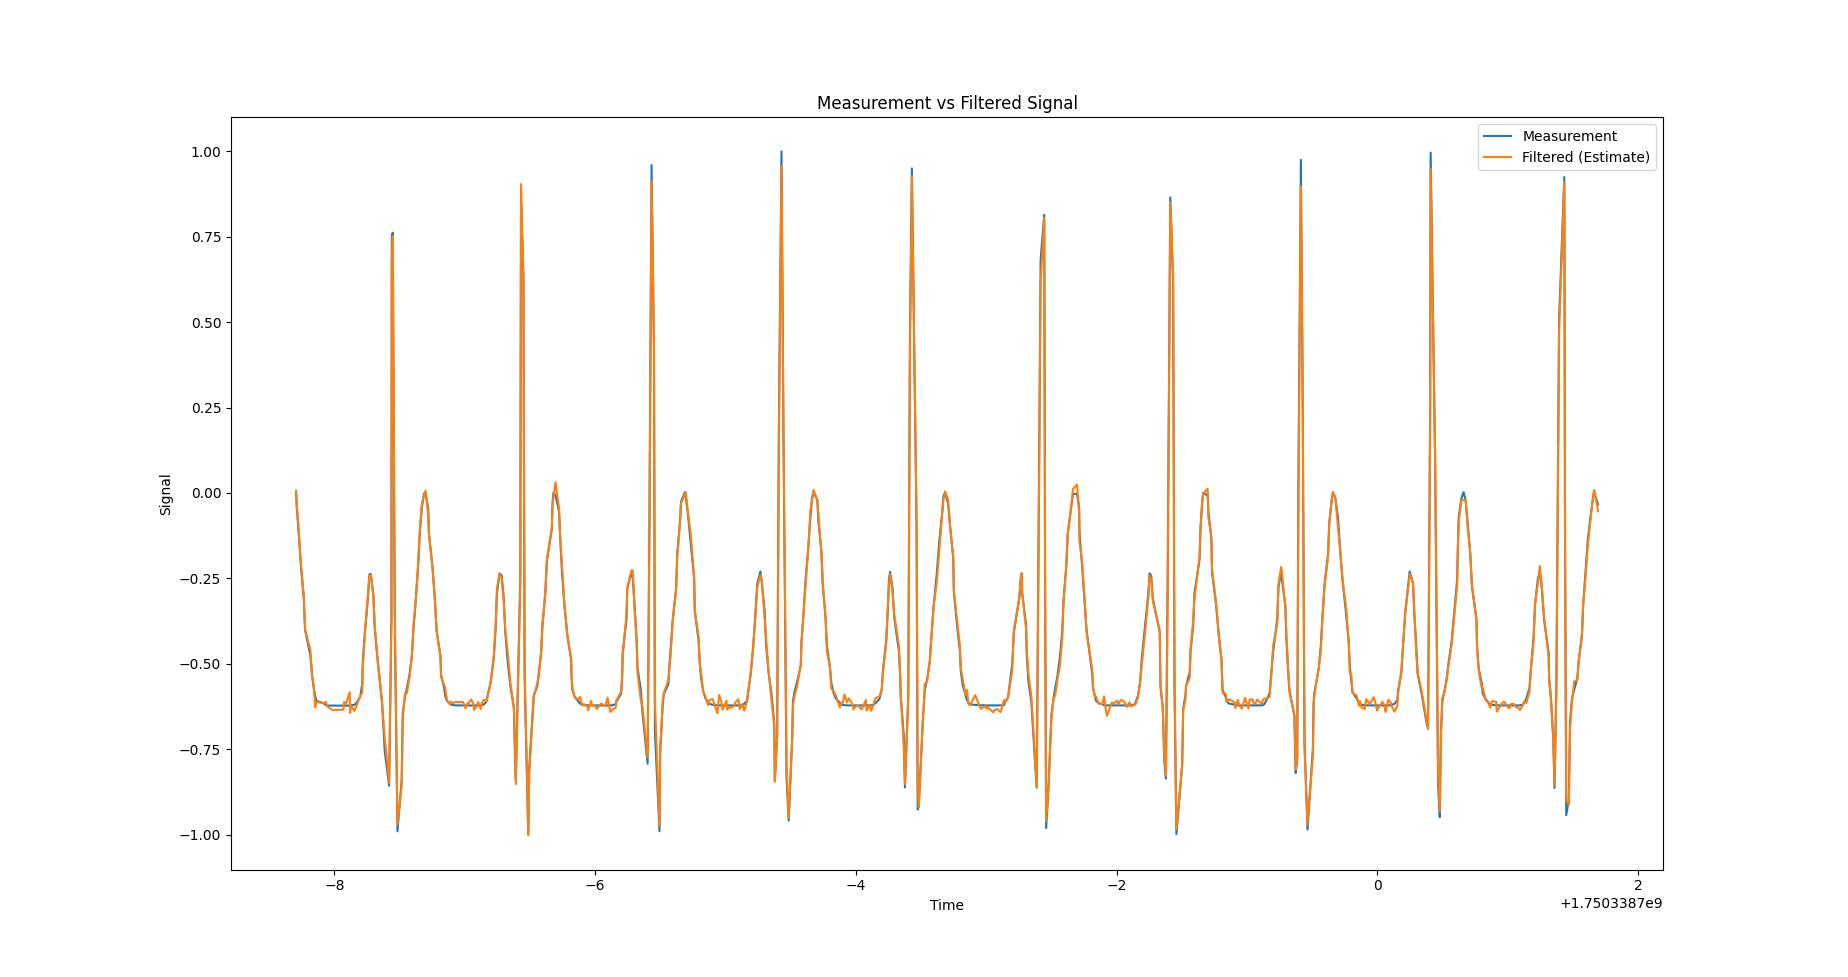 Measurement vs Filtered Signal
Measurement
Filtered (Estimate)
1.00
0.75
0.50
0.25
0.00
−0.25
−0.50
−0.75
−1.00
Signal
−8
−6
−4
−2
0
2
Time
+1.7503387e9